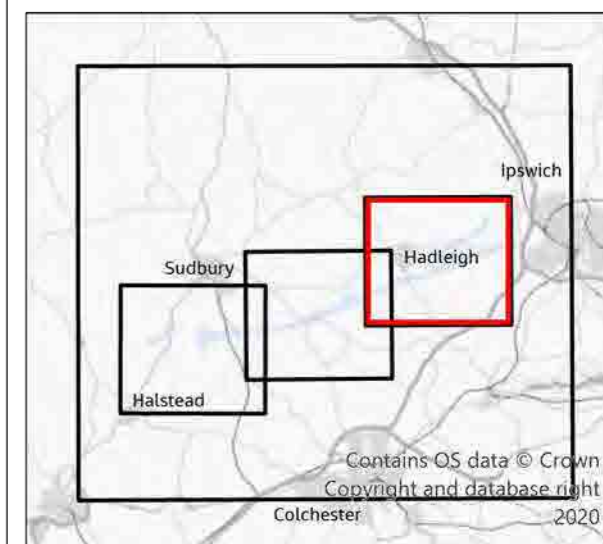 Ipswich
Hadleigh
Sudbury
Halstead
Contains OS data © Crown
Copyright and database right
2020
Colchester